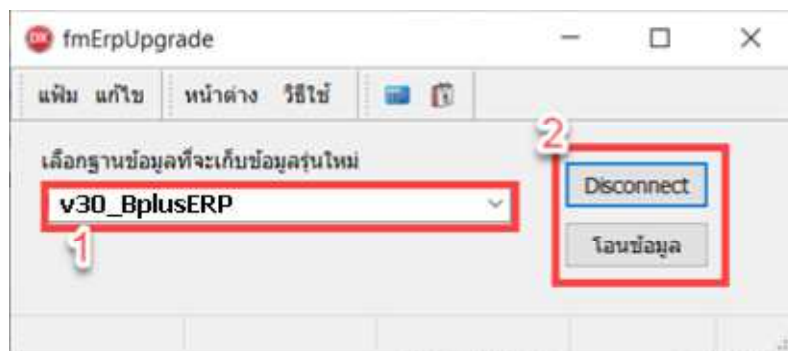 fmErpUpgrade
แฟ้ม แก้ไข หน้าต่าง วิธีใช้
เลือกฐานข้อมูลที่จะเก็บข้อมูลรุ่นใหม่
v30_BplusERP
1
2
Disconnect
โอนข้อมูล